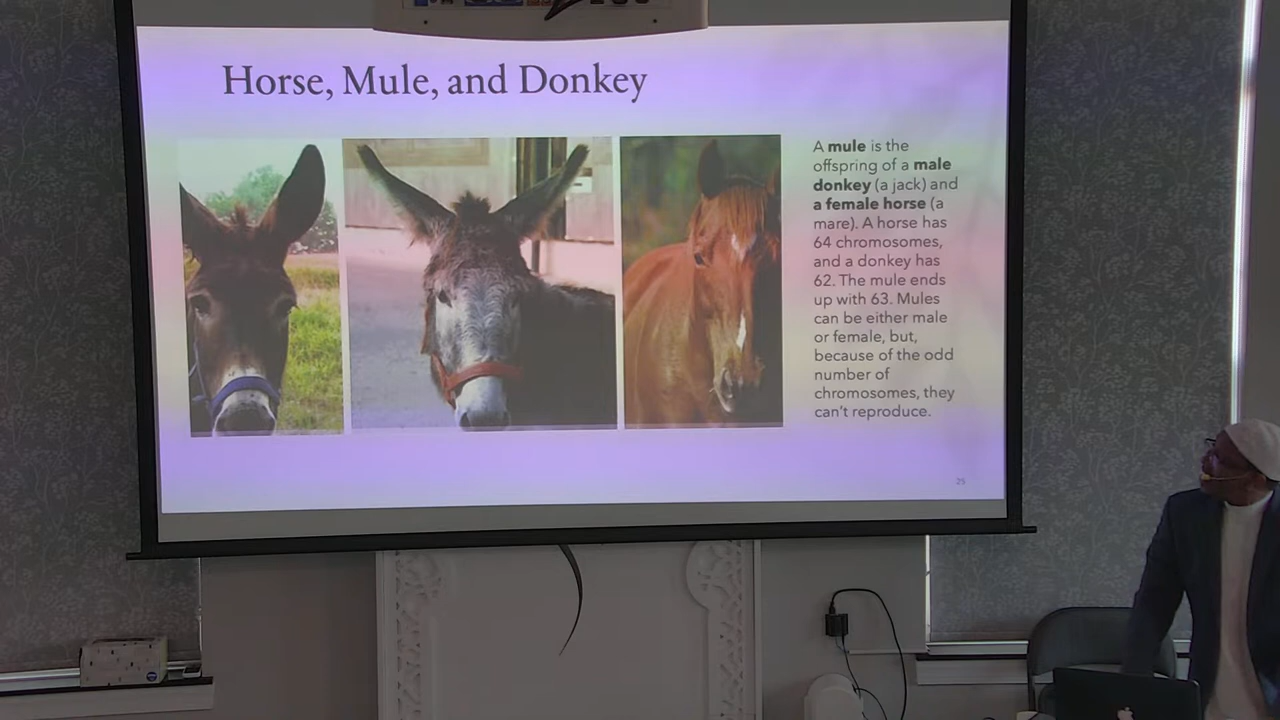 Horse, Mule, and Donkey
A mule is the
offspring of a male
donkey (a jack) and
a female horse (a
mare). A horse has
64 chromosomes,
and a donkey has
62. The mule ends
up with 63. Mules
can be either male
or female, but,
because of the odd
number of
chromosomes, they
can't reproduce.
25